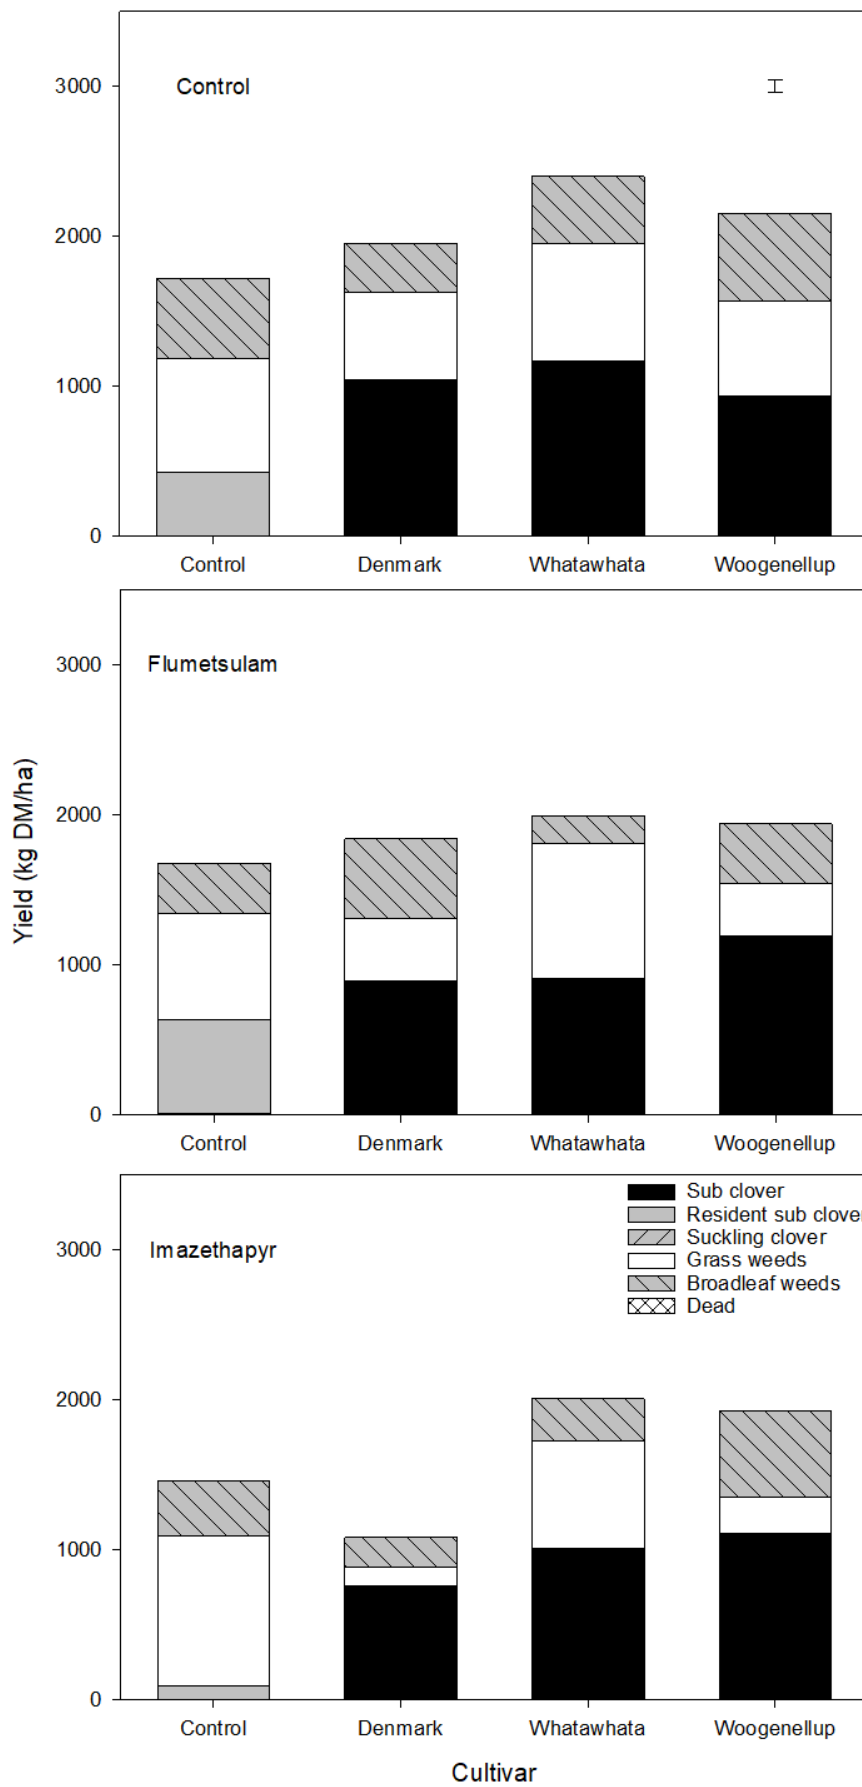 3000
Control
2000
1000
0
Control
Denmark
Whatawhata
Woogenellup
3000
Flumetsulam
2000
1000
0
Control
Denmark
Whatawhata
Woogenellup
Yield (kg DM/ha)
Sub clover
Resident sub clover
Suckling clover
Grass weeds
Broadleaf weeds
Dead
3000
Imazethapyr
2000
1000
0
Control
Denmark
Whatawhata
Woogenellup
Cultivar